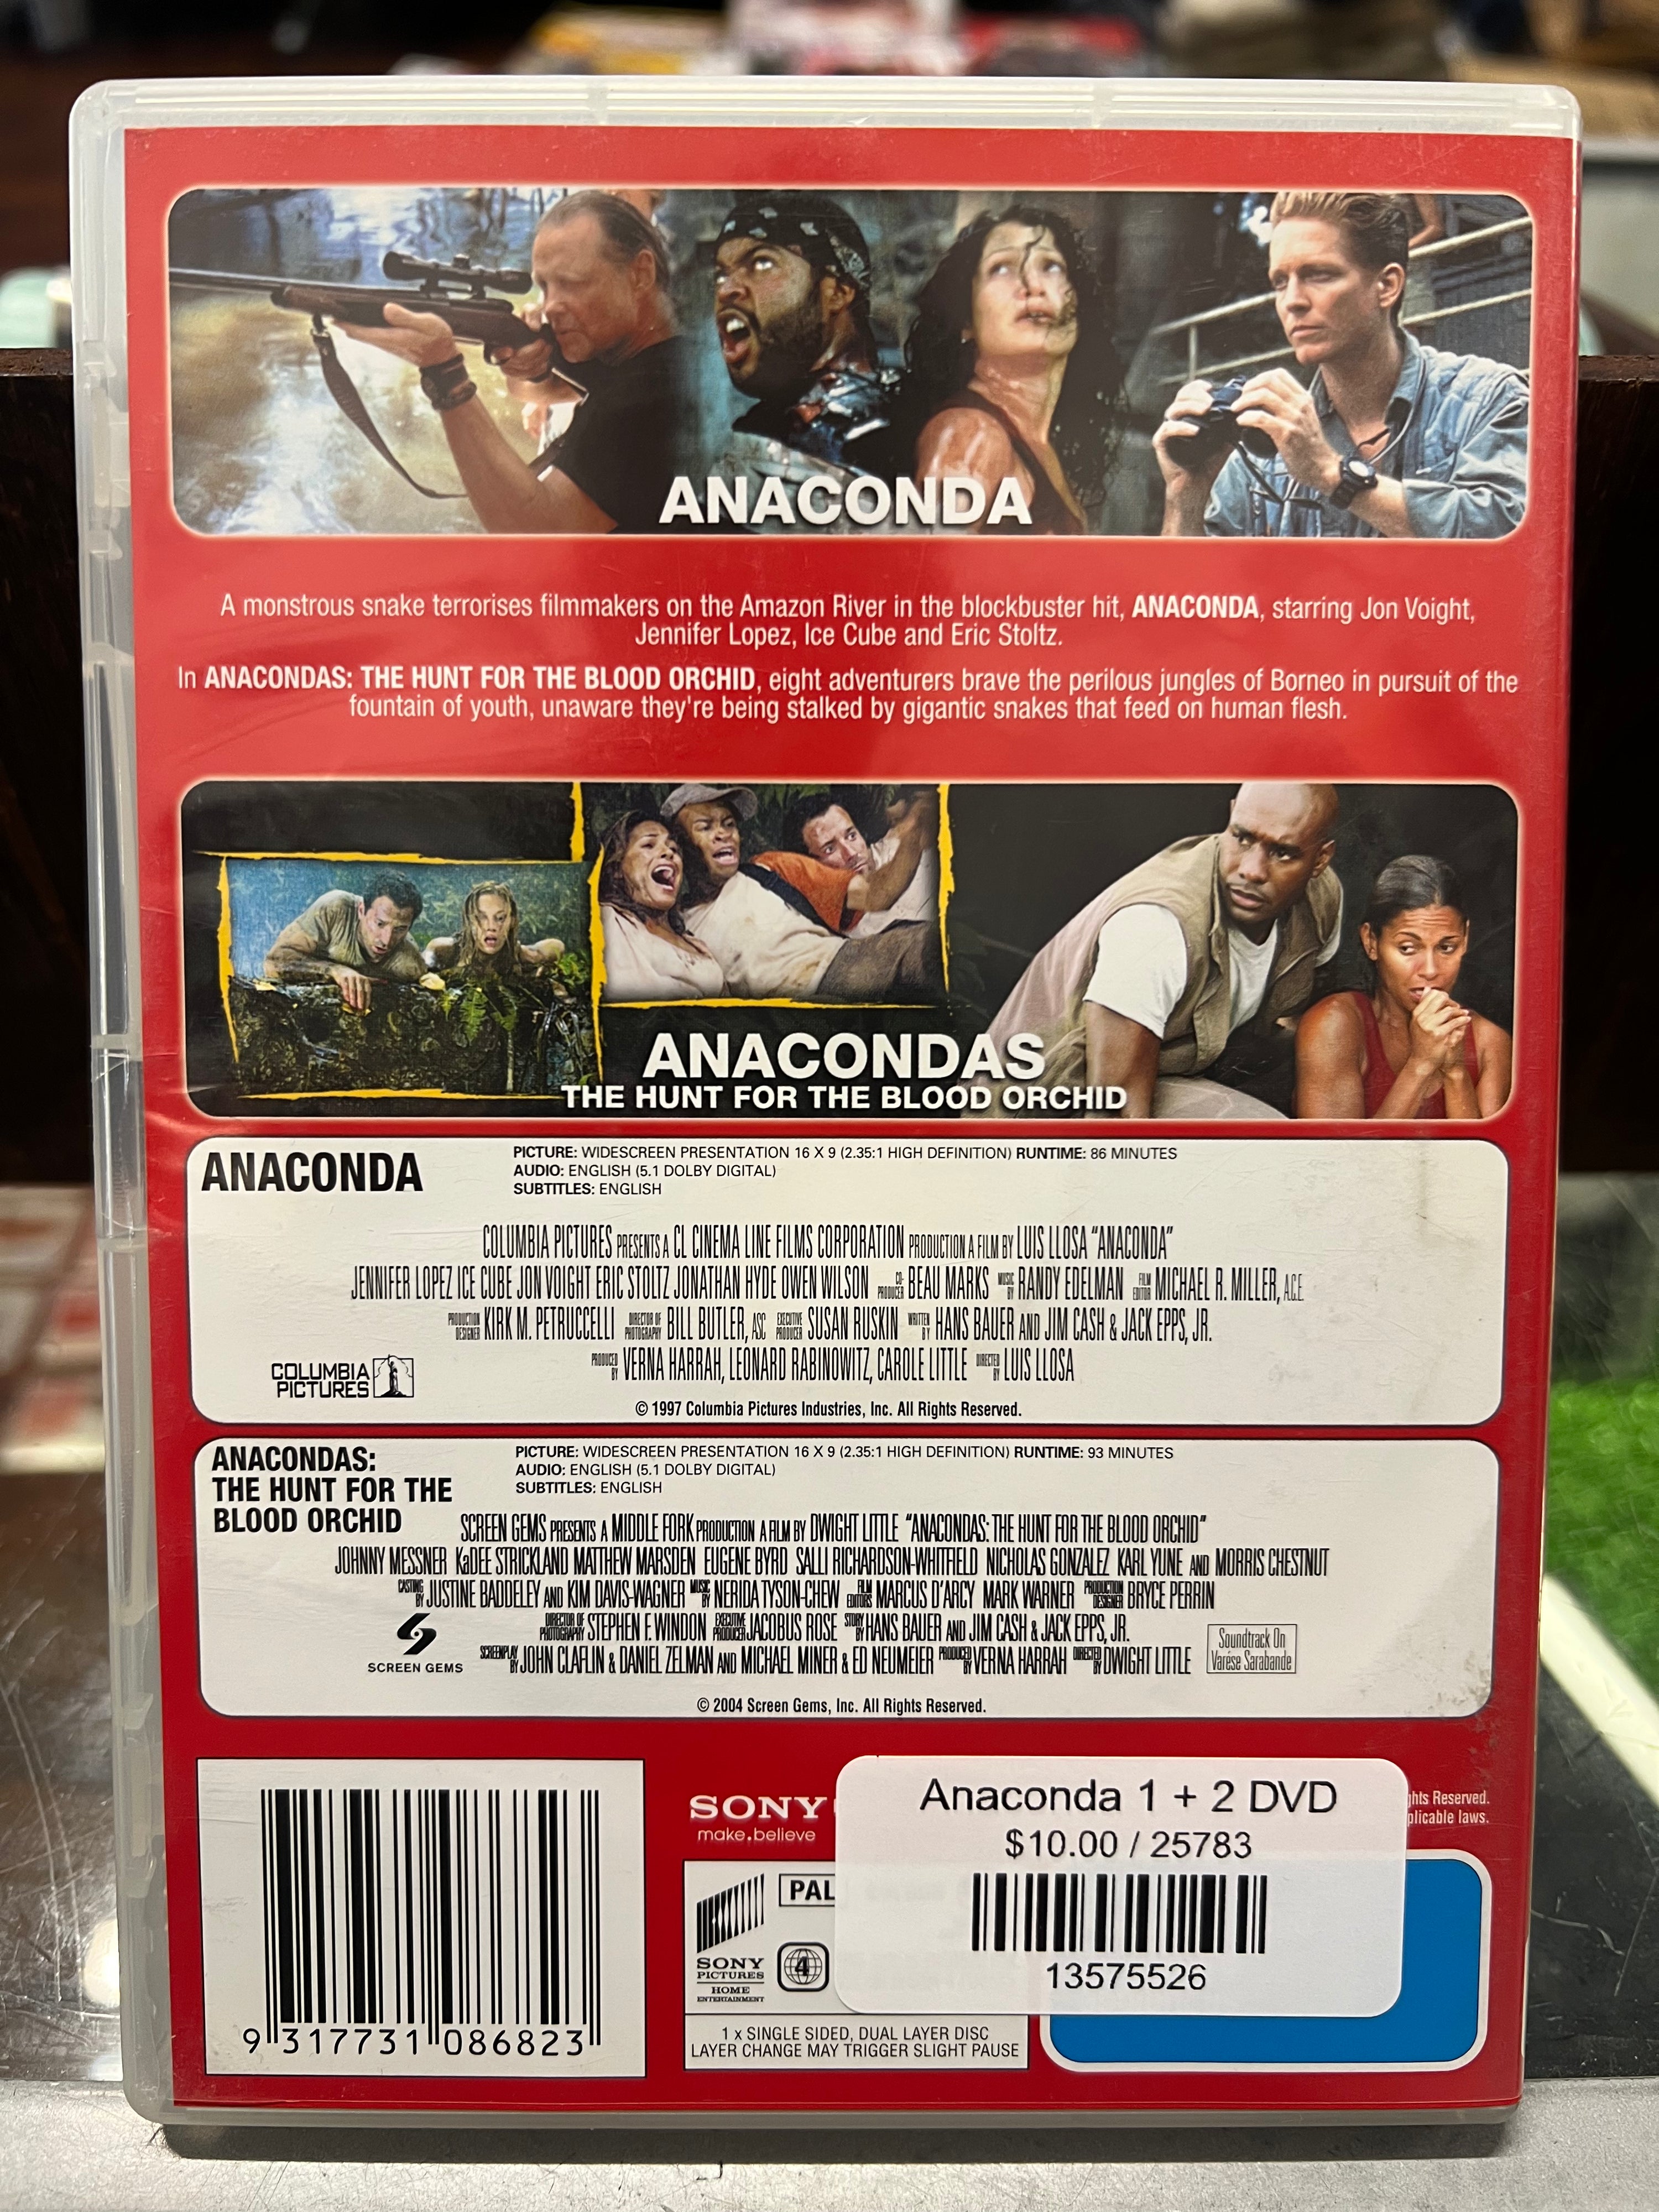 ANACONDA
A monstrous snake terrorises filmmakers on the Amazon River in the blockbuster hit, ANACONDA, starring Jon Voight,
Jennifer Lopez, Ice Cube and Eric Stoltz.
In ANACONDAS: THE HUNT FOR THE BLOOD ORCHID, eight adventurers brave the perilous jungles of Borneo in pursuit of the
fountain of youth, unaware they're being stalked by gigantic snakes that feed on human flesh.
ANACONDAS
THE HUNT FOR THE BLOOD ORCHID
ANACONDA
PICTURE: WIDESCREEN PRESENTATION 16 X 9 (2.35:1 HIGH DEFINITION) RUNTIME: 86 MINUTES
AUDIO: ENGLISH (5.1 DOLBY DIGITAL)
SUBTITLES: ENGLISH
COLUMBIA PICTURES PRESENTS A CL CINEMA LINE FILMS CORPORATION PRODUCTION A FILM BY LUIS LLOSA "ANACONDA"
JENNIFER LOPEZ ICE CUBE JON VOIGHT ERIC STOLTZ JONATHAN HYDE OWEN WILSON CO-PRODUCER BEAU MARKS MUSIC BY RANDY EDELMAN FILM EDITOR MICHAEL R. MILLER, A.C.E.
PRODUCTION DESIGNER KIRK M. PETRUCCELLI DIRECTOR OF PHOTOGRAPHY BILL BUTLER, ASC EXECUTIVE PRODUCER SUSAN RUSKIN WRITTEN BY HANS BAUER AND JIM CASH & JACK EPPS, JR.
PRODUCED BY VERNA HARRAH, LEONARD RABINOWITZ, CAROLE LITTLE DIRECTED BY LUIS LLOSA
COLUMBIA
PICTURES
© 1997 Columbia Pictures Industries, Inc. All Rights Reserved.
ANACONDAS:
THE HUNT FOR THE
BLOOD ORCHID
PICTURE: WIDESCREEN PRESENTATION 16 X 9 (2.35:1 HIGH DEFINITION) RUNTIME: 93 MINUTES
AUDIO: ENGLISH (5.1 DOLBY DIGITAL)
SUBTITLES: ENGLISH
SCREEN GEMS PRESENTS A MIDDLE FORK PRODUCTION A FILM BY DWIGHT LITTLE "ANACONDAS: THE HUNT FOR THE BLOOD ORCHID"
JOHNNY MESSNER KaDEE STRICKLAND MATTHEW MARSDEN EUGENE BYRD SALLI RICHARDSON-WHITFIELD NICHOLAS GONZALEZ KARL YUNE AND MORRIS CHESTNUT
CASTING BY JUSTINE BADDELEY AND KIM DAVIS-WAGNER MUSIC BY NERIDA TYSON-CHEW FILM EDITORS MARCUS D'ARCY MARK WARNER PRODUCTION DESIGNER BRYCE PERRIN
DIRECTOR OF PHOTOGRAPHY STEPHEN F. WINDON EXECUTIVE PRODUCER JACOBUS ROSE STORY BY HANS BAUER AND JIM CASH & JACK EPPS, JR.
SCREENPLAY BY JOHN CLAFLIN & DANIEL ZELMAN AND MICHAEL MINER & ED NEUMEIER PRODUCED BY VERNA HARRAH DIRECTED BY DWIGHT LITTLE
SCREEN GEMS
Soundtrack On
Varèse Sarabande
© 2004 Screen Gems, Inc. All Rights Reserved.
9 317731 086823
SONY
make.believe
PAL
4
SONY
PICTURES
HOME
ENTERTAINMENT
1 x SINGLE SIDED, DUAL LAYER DISC
LAYER CHANGE MAY TRIGGER SLIGHT PAUSE
Anaconda 1 + 2 DVD
$10.00 / 25783
13575526
Reserved.
laws.